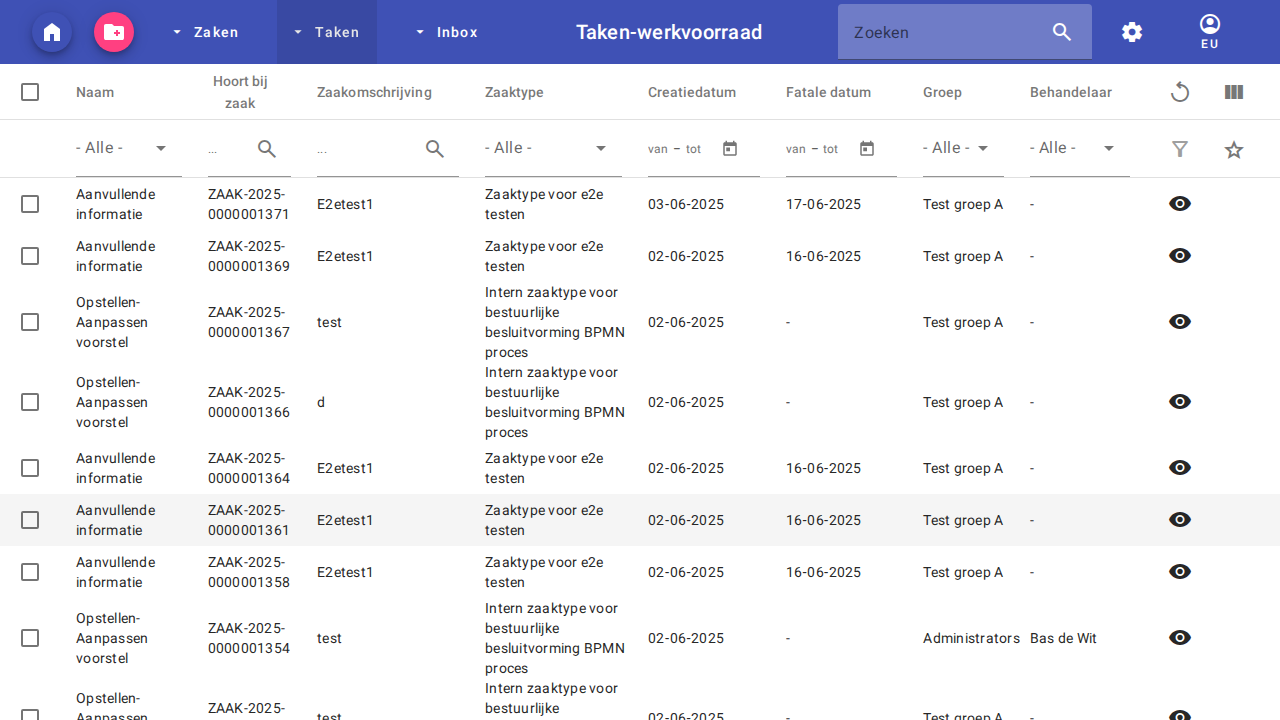 Zaken
Taken
Inbox
Taken-werkvoorraad
Zoeken
EU
Naam
Hoort bij
zaak
Zaakomschrijving
Zaaktype
Creatiedatum
Fatale datum
Groep
Behandelaar
- Alle -
...
...
- Alle -
van – tot
van – tot
- Alle -
- Alle -
Aanvullende
informatie
ZAAK-2025-
0000001371
E2etest1
Zaaktype voor e2e
testen
03-06-2025
17-06-2025
Test groep A
-
Aanvullende
informatie
ZAAK-2025-
0000001369
E2etest1
Zaaktype voor e2e
testen
02-06-2025
16-06-2025
Test groep A
-
Opstellen-
Aanpassen
voorstel
ZAAK-2025-
0000001367
test
Intern zaaktype voor
bestuurlijke
besluitvorming BPMN
proces
02-06-2025
-
Test groep A
-
Opstellen-
Aanpassen
voorstel
ZAAK-2025-
0000001366
d
Intern zaaktype voor
bestuurlijke
besluitvorming BPMN
proces
02-06-2025
-
Test groep A
-
Aanvullende
informatie
ZAAK-2025-
0000001364
E2etest1
Zaaktype voor e2e
testen
02-06-2025
16-06-2025
Test groep A
-
Aanvullende
informatie
ZAAK-2025-
0000001361
E2etest1
Zaaktype voor e2e
testen
02-06-2025
16-06-2025
Test groep A
-
Aanvullende
informatie
ZAAK-2025-
0000001358
E2etest1
Zaaktype voor e2e
testen
02-06-2025
16-06-2025
Test groep A
-
Opstellen-
Aanpassen
voorstel
ZAAK-2025-
0000001354
test
Intern zaaktype voor
bestuurlijke
besluitvorming BPMN
proces
02-06-2025
-
Administrators
Bas de Wit
Opstellen-
Aanpassen
ZAAK-2025-
test
Intern zaaktype voor
bestuurlijke
02-06-2025
-
Test groep A
-